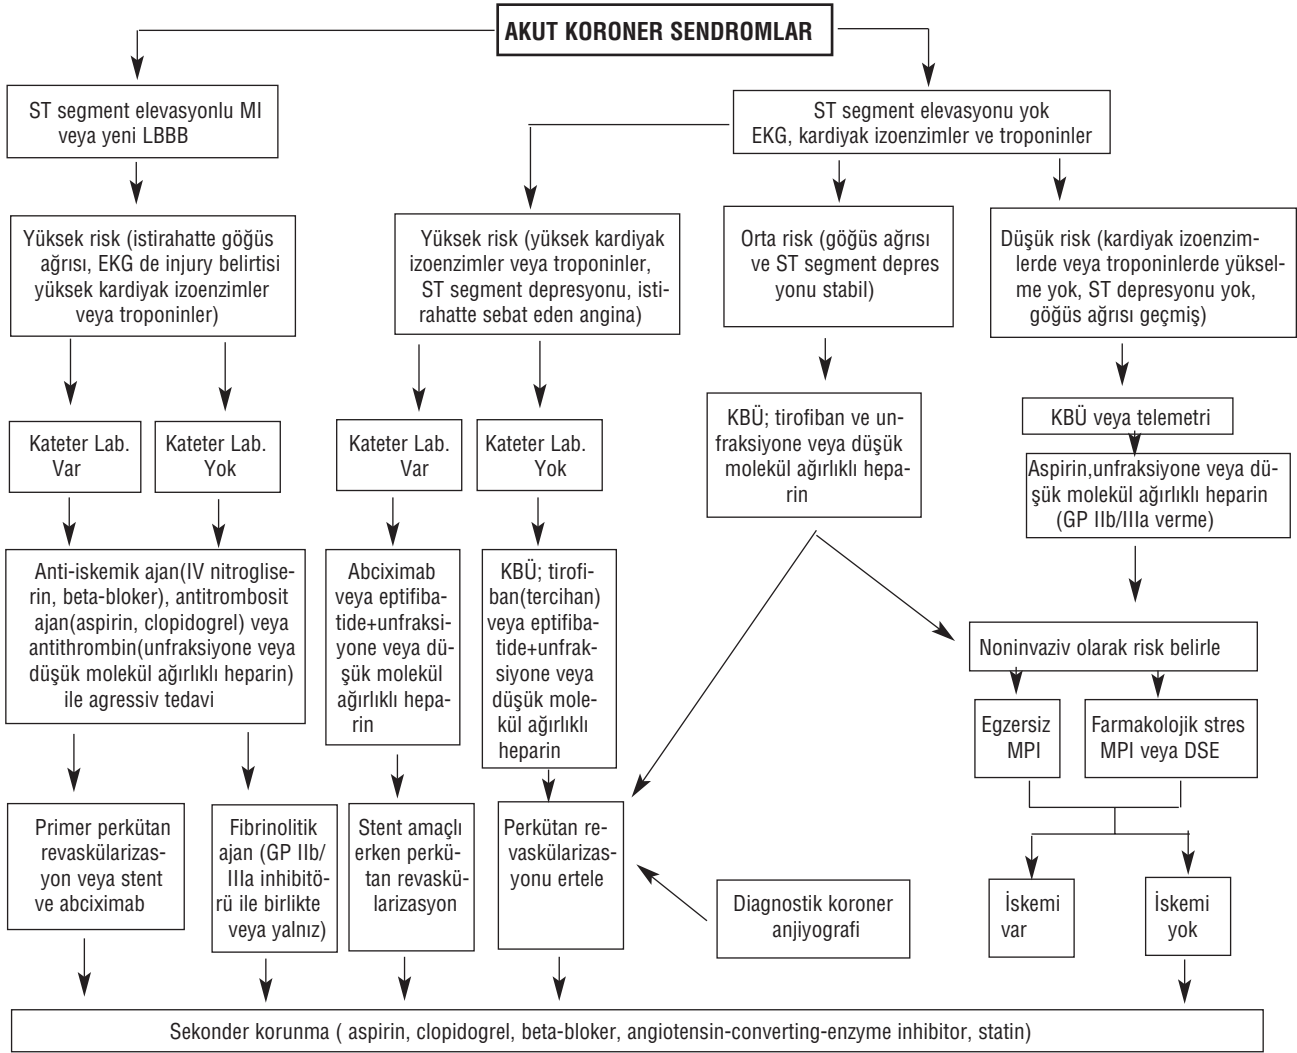 AKUT KORONER SENDROMLAR
ST segment elevasyonlu MI
veya yeni LBBB
ST segment elevasyonu yok
EKG, kardiyak izoenzimler ve troponinler
Yüksek risk (istirahatte göğüs
ağrısı, EKG de injury belirtisi
yüksek kardiyak izoenzimler
veya troponinler)
Yüksek risk (yüksek kardiyak
izoenzimler veya troponinler,
ST segment depresyonu, isti-
rahatte sebat eden angina)
Orta risk (göğüs ağrısı
ve ST segment depres
yonu stabil)
Düşük risk (kardiyak izoenzim-
lerde veya troponinlerde yüksel-
me yok, ST depresyonu yok,
göğüs ağrısı geçmiş)
Kateter Lab.
Var
Kateter Lab.
Yok
Kateter Lab.
Var
Kateter Lab.
Yok
KBÜ; tirofiban ve un-
fraksiyone veya düşük
molekül ağırlıklı hepa-
rin
KBÜ veya telemetri
Aspirin,unfraksiyone veya dü-
şük molekül ağırlıklı heparin
(GP IIb/IIIa verme)
Anti-iskemik ajan(IV nitroglise-
rin, beta-bloker), antitrombosit
ajan(aspirin, clopidogrel) veya
antithrombin(unfraksiyone veya
düşük molekül ağırlıklı heparin)
ile agressiv tedavi
Abciximab
veya eptifiba-
tide+unfraksi-
yone veya dü-
şük molekül
ağırlıklı hepa-
rin
KBÜ; tirofi-
ban(tercihan)
veya eptifiba-
tide+unfrak-
siyone veya
düşük mole-
kül ağırlıklı
heparin
Noninvaziv olarak risk belirle
Egzersiz
MPI
Farmakolojik stres
MPI veya DSE
Primer perkütan
revaskülarizas-
yon veya stent
ve abciximab
Fibrinolitik
ajan (GP IIb/
IIIa inhibitö-
rü ile birlikte
veya yalnız)
Stent amaçlı
erken perkü-
tan revaskü-
larizasyon
Perkütan re-
vaskülarizas-
yonu ertele
Diagnostik koroner
anjiyografi
İskemi
var
İskemi
yok
Sekonder korunma ( aspirin, clopidogrel, beta-bloker, angiotensin-converting-enzyme inhibitor, statin)